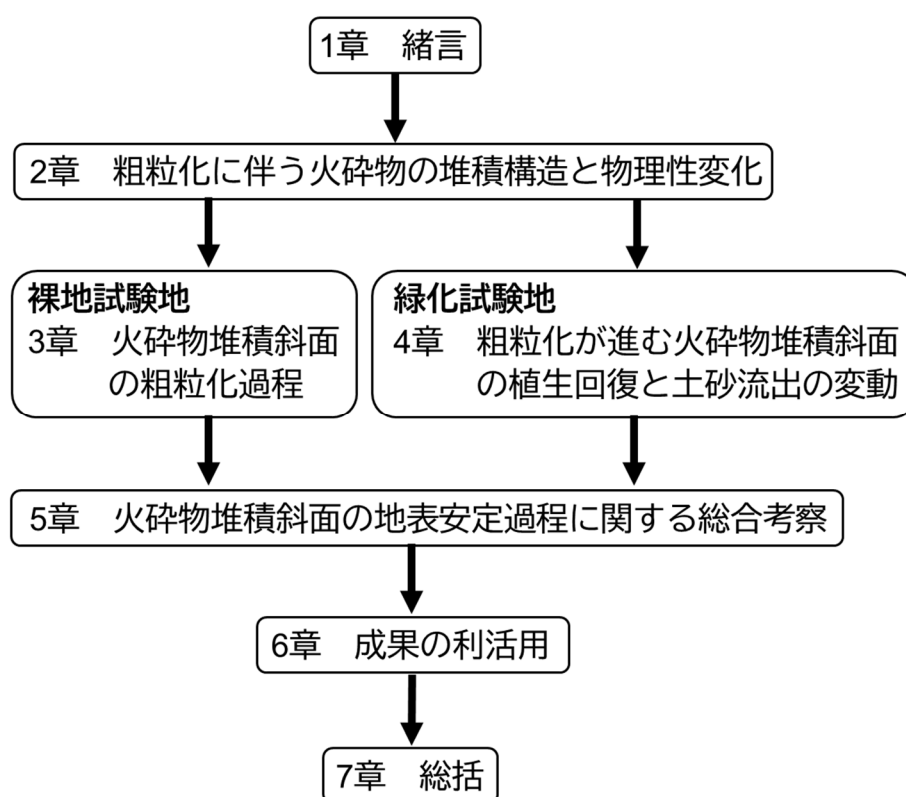 1章　緒言
2章　粗粒化に伴う火砕物の堆積構造と物理性変化
裸地試験地
3章　火砕物堆積斜面
の粗粒化過程
緑化試験地
4章　粗粒化が進む火砕物堆積斜面
の植生回復と土砂流出の変動
5章　火砕物堆積斜面の地表安定過程に関する総合考察
6章　成果の利活用
7章　総括